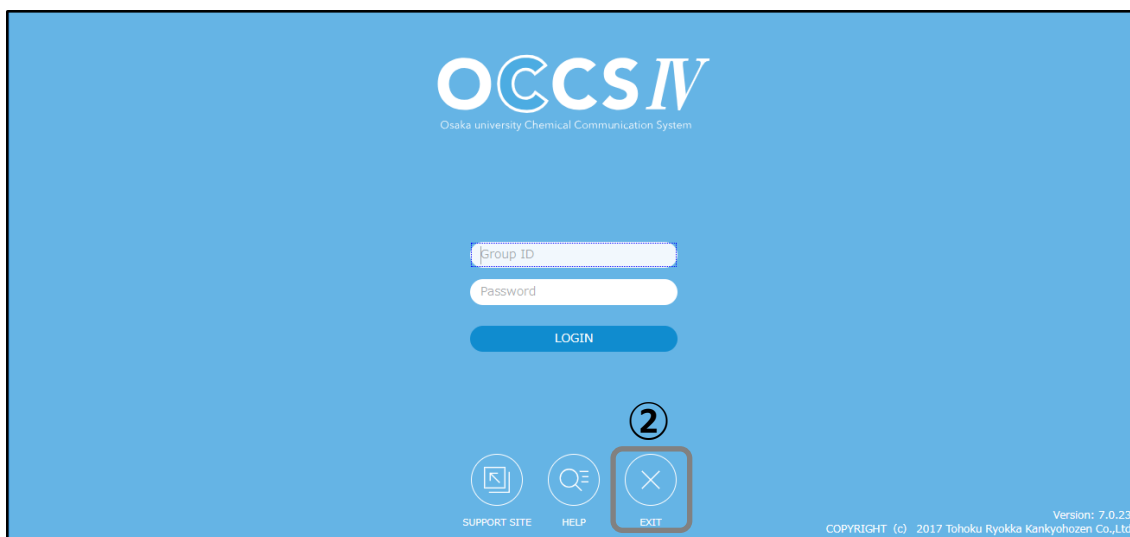 OCCS IV
Osaka university Chemical Communication System
Group ID
Password
LOGIN
②
SUPPORT SITE
HELP
EXIT
Version: 7.0.23
COPYRIGHT (c) 2017 Tohoku Ryokka Kankyohozen Co.,Ltd